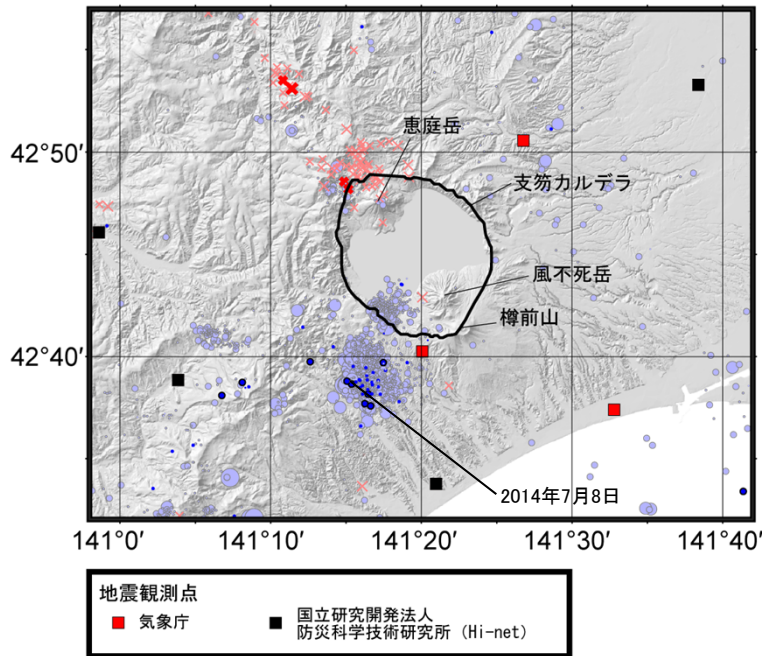 恵庭岳
42°50′
支笏カルデラ
風不死岳
樽前山
42°40′
2014年7月8日
141°0′ 141°10′ 141°20′ 141°30′ 141°40′
地震観測点
気象庁
国立研究開発法人
防災科学技術研究所 (Hi-net)